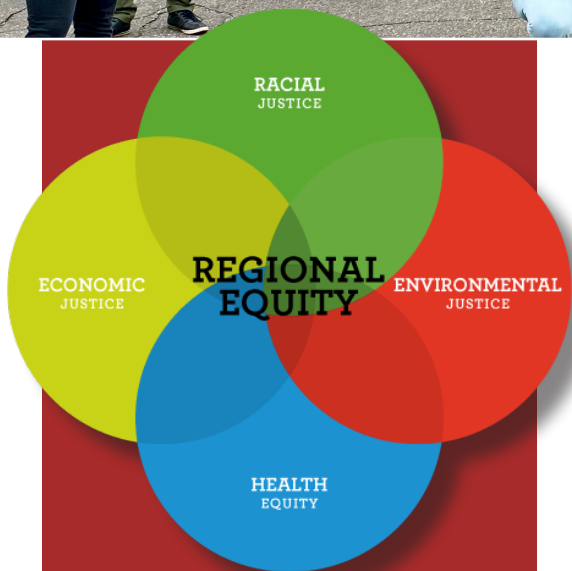 RACIAL
JUSTICE
ECONOMIC
JUSTICE
REGIONAL
EQUITY
ENVIRONMENTAL
JUSTICE
HEALTH
EQUITY